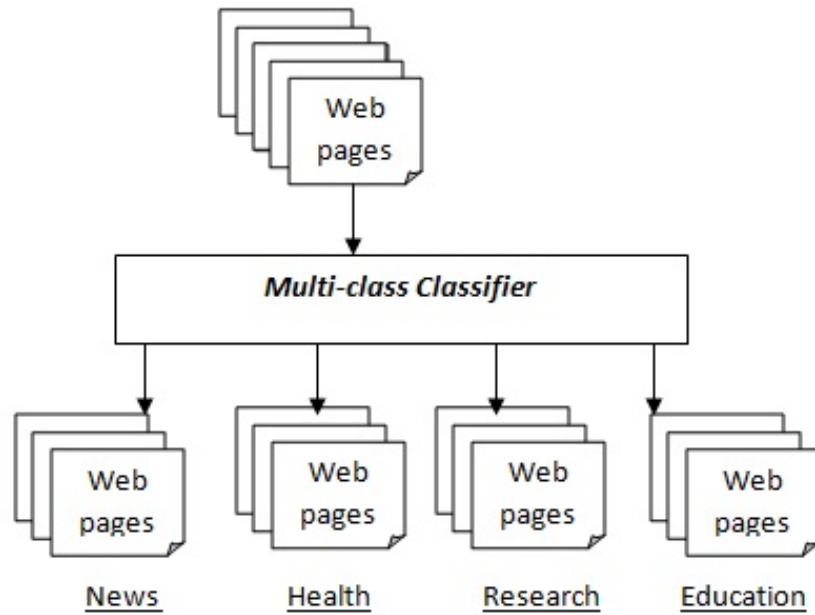 Web
pages
Multi-class Classifier
Web
pages
Web
pages
Web
pages
Web
pages
News
Health
Research
Education